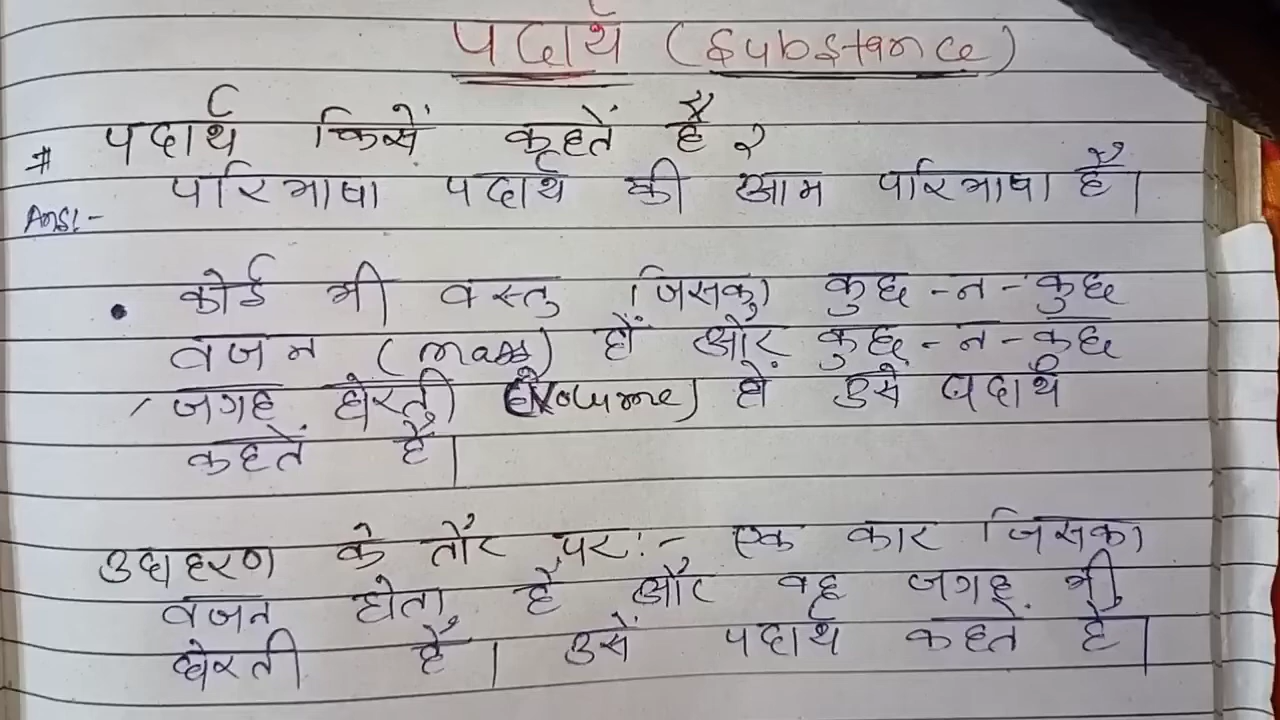 पदार्थ (Substance)
# पदार्थ किसें कहतें हैं ?
Ans:- परिभाषा पदार्थ की आम परिभाषा हैं।
• कोई भी वस्तु जिसका कुछ-न-कुछ
वजन (mass) हों और कुछ-न-कुछ
जगह घेरती (Volume) हो उसे पदार्थ
कहतें हैं।
उदाहरण के तौर पर:- एक कार जिसका
वजन होता है और वह जगह भी
घेरती हैं। उसें पदार्थ कहते है।